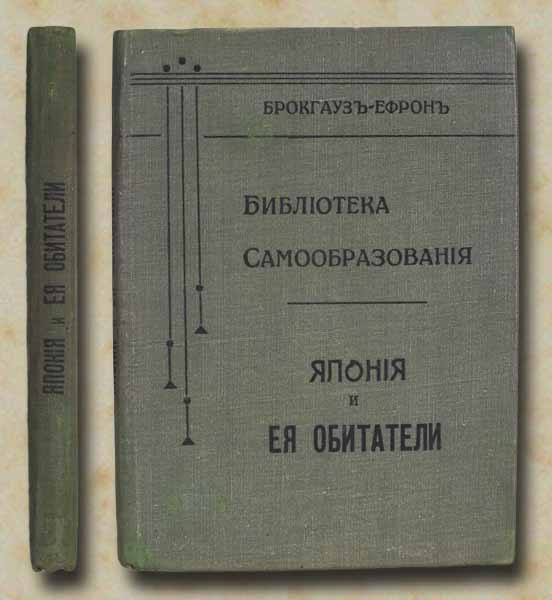 ЯПОНІЯ и ЕЯ ОБИТАТЕЛИ
БРОКГАУЗЪ-ЕФРОНЪ
БИБЛІОТЕКА
САМООБРАЗОВАНІЯ
ЯПОНІЯ
и
ЕЯ ОБИТАТЕЛИ